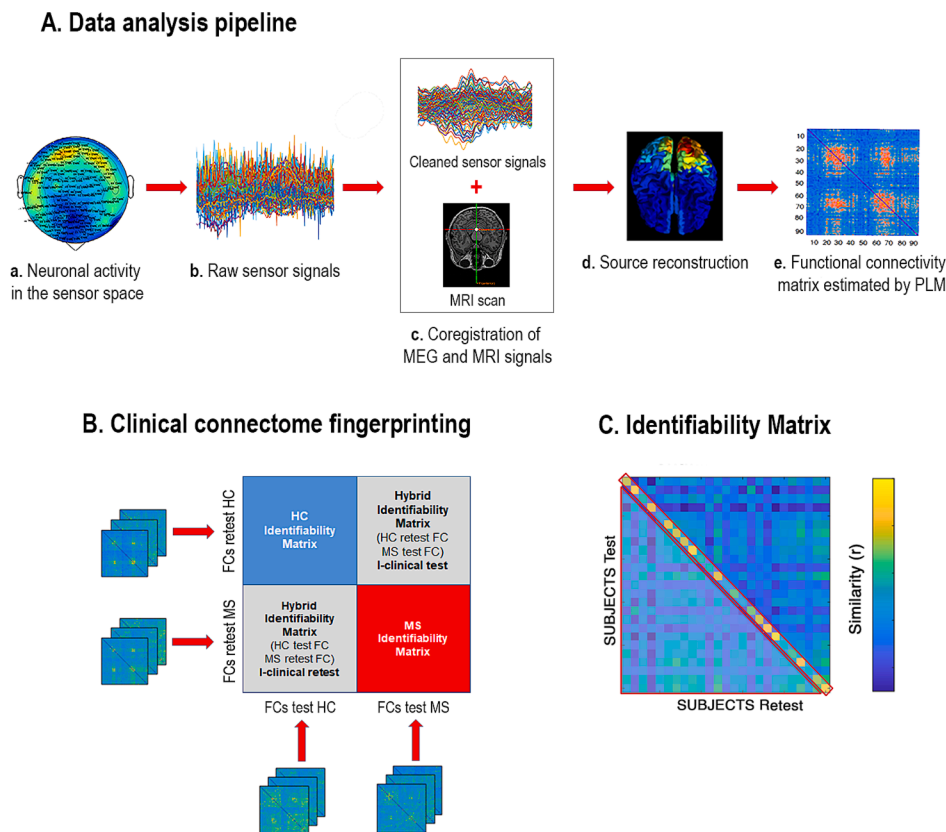 A. Data analysis pipeline
Cleaned sensor signals
+
MRI scan
a. Neuronal activity
in the sensor space
b. Raw sensor signals
c. Coregistration of
MEG and MRI signals
d. Source reconstruction
10
20
30
40
50
60
70
80
90
10 20 30 40 50 60 70 80 90
e. Functional connectivity
matrix estimated by PLM
B. Clinical connectome fingerprinting
FCs retest HC
HC
Identifiability
Matrix
Hybrid
Identifiability
Matrix
(HC retest FC
MS test FC)
I-clinical test
FCs retest MS
Hybrid
Identifiability
Matrix
(HC test FC
MS retest FC)
I-clinical retest
MS
Identifiability
Matrix
FCs test HC
FCs test MS
C. Identifiability Matrix
SUBJECTS Test
SUBJECTS Retest
Similarity (r)